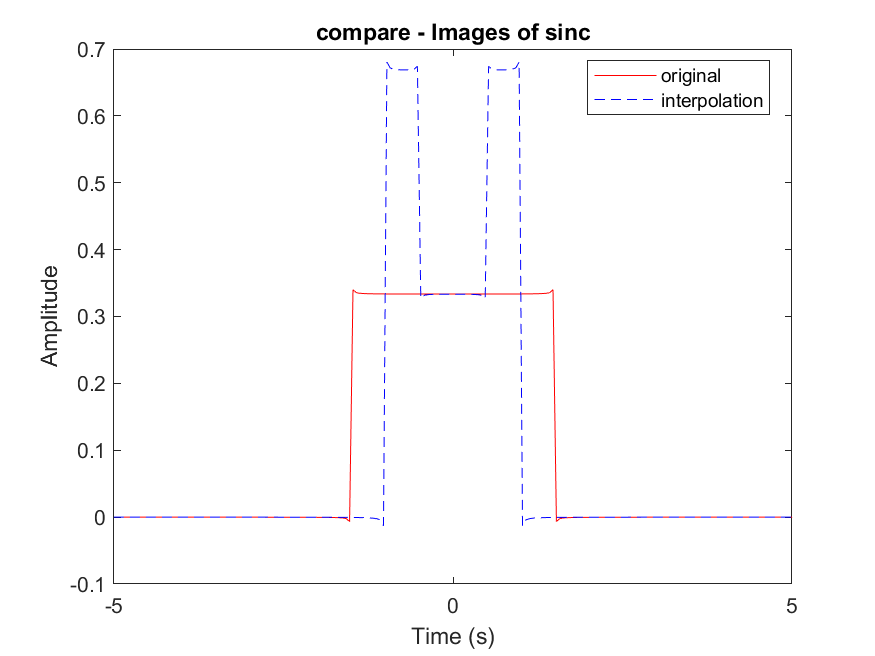 compare - Images of sinc
0.7
original
interpolation
0.6
0.5
0.4
0.3
0.2
0.1
0
-0.1
Amplitude
-5
0
5
Time (s)